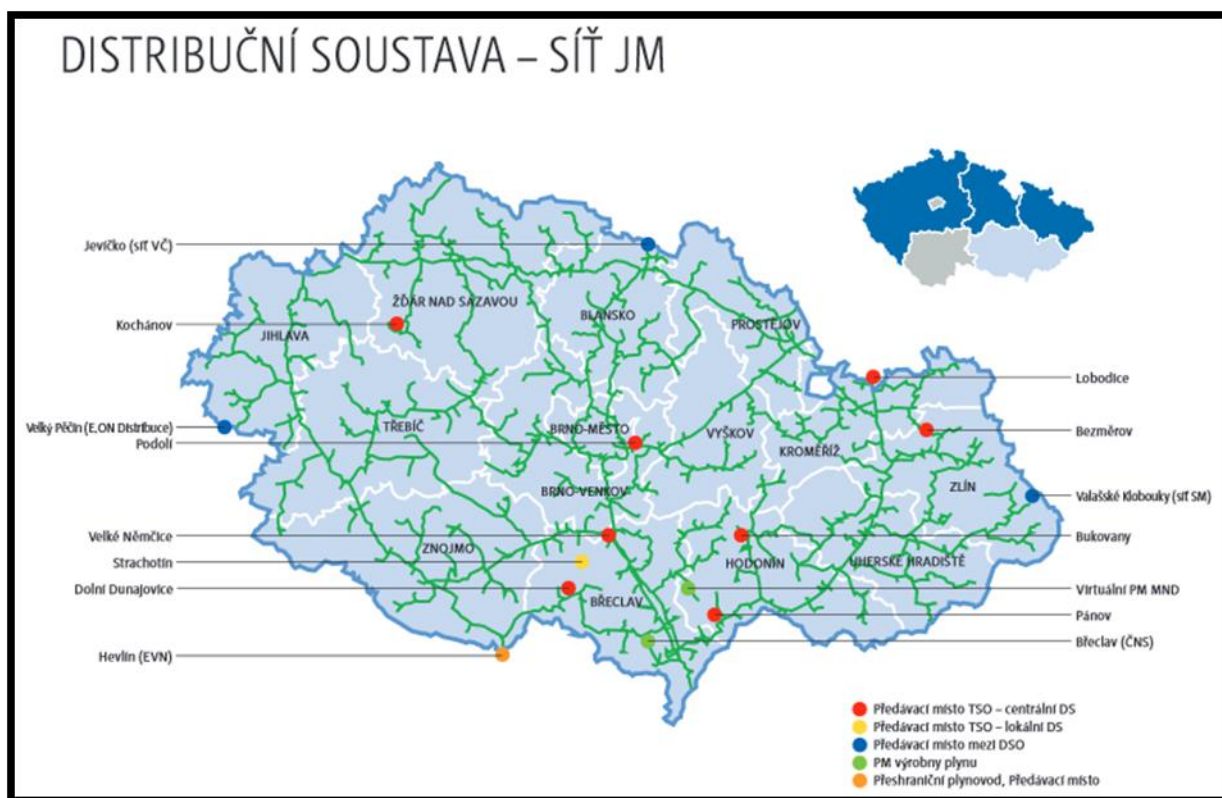 DISTRIBUČNÍ SOUSTAVA – SÍŤ JM
Jevíčko (síť VČ)
Kochánov
Velký Pěčín (E,ON Distribuce)
Podolí
Velké Němčice
Strachotín
Dolní Dunajovice
Hevlín (EVN)
JIHLAVA
ŽĎÁR NAD SÁZAVOU
BLANSKO
PROSTĚJOV
TŘEBÍČ
BRNO-MĚSTO
VYŠKOV
KROMĚŘÍŽ
ZLÍN
BRNO-VENKOV
ZNOJMO
HODONÍN
UHERSKÉ HRADIŠTĚ
BŘECLAV
Lobodice
Bezměrov
Valašské Klobouky (síť SM)
Bukovany
Virtuální PM MND
Pánov
Břeclav (ČNS)
Předávací místo TSO – centrální DS
Předávací místo TSO – lokální DS
Předávací místo mezi DSO
PM výrobny plynu
Přeshraniční plynovod, Předávací místo